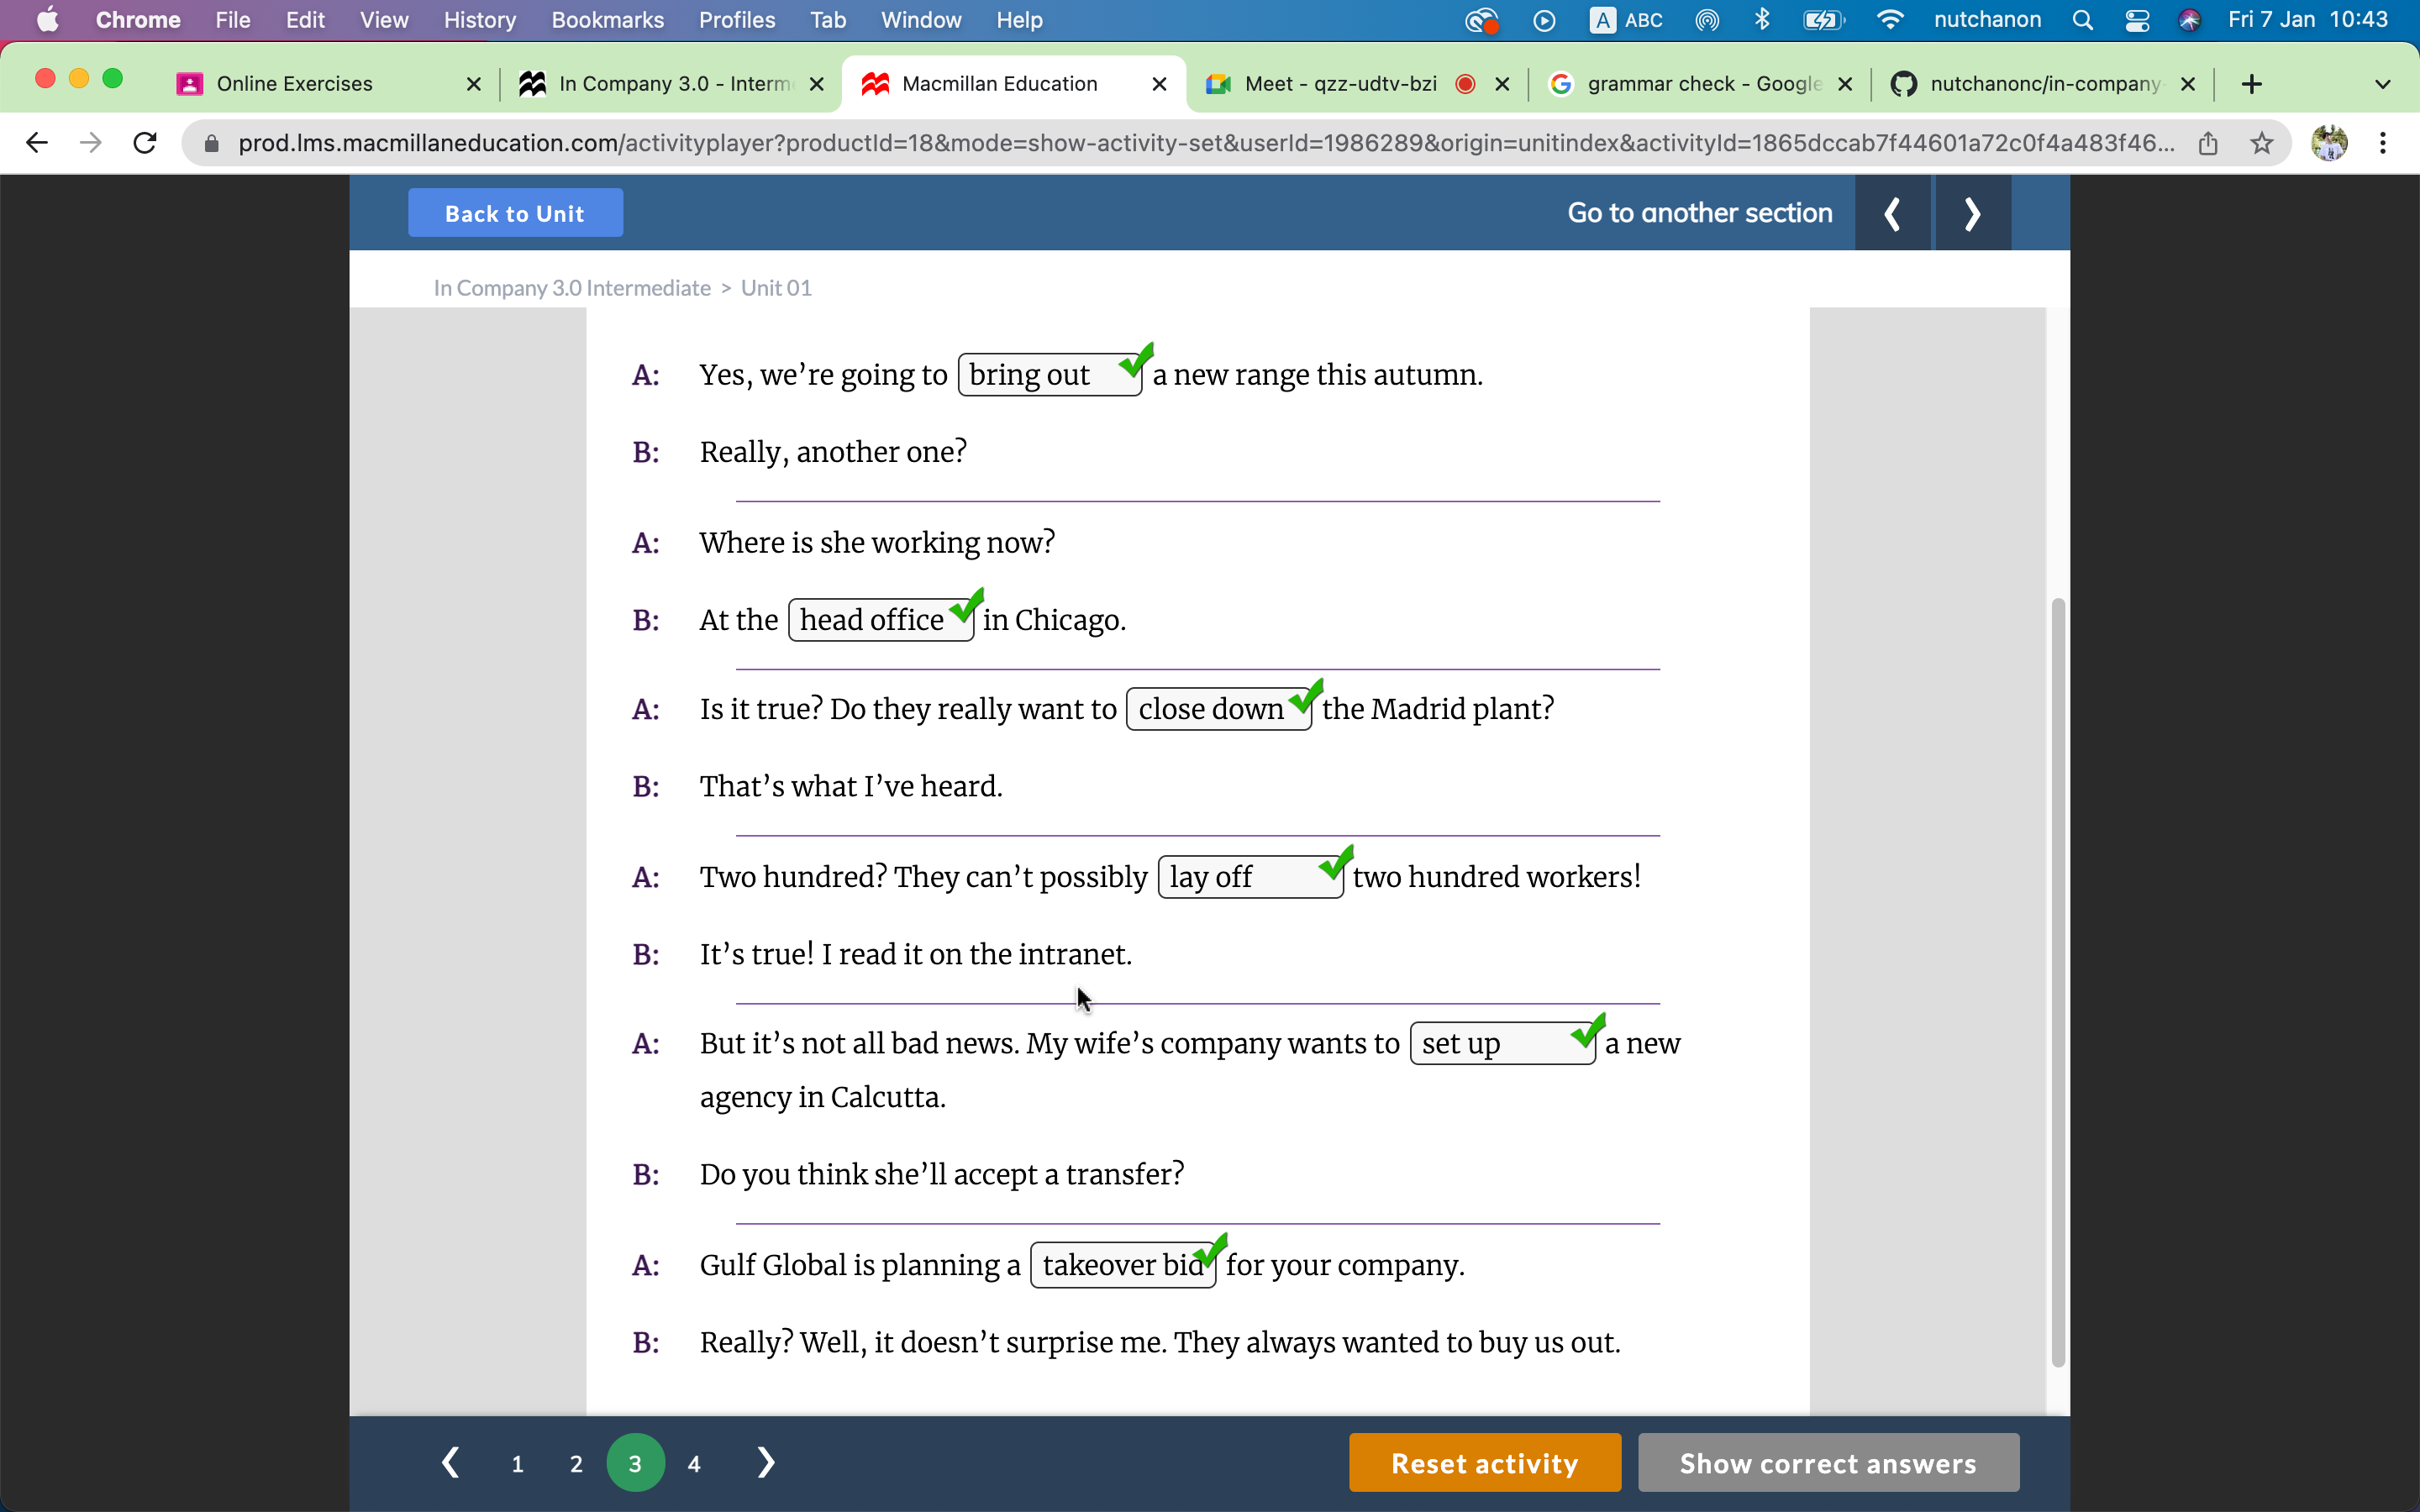 Chrome File Edit View History Bookmarks Profiles Tab Window Help A ABC nutchanon Fri 7 Jan 10:43
Online Exercises In Company 3.0 - Interm Macmillan Education Meet - qzz-udtv-bzi grammar check - Google nutchanonc/in-company-
prod.lms.macmillaneducation.com/activityplayer?productId=18&mode=show-activity-set&userId=1986289&origin=unitindex&activityId=1865dccab7f44601a72c0f4a483f46...
Back to Unit Go to another section
In Company 3.0 Intermediate > Unit 01
A: Yes, we’re going to bring out a new range this autumn.
B: Really, another one?
A: Where is she working now?
B: At the head office in Chicago.
A: Is it true? Do they really want to close down the Madrid plant?
B: That’s what I’ve heard.
A: Two hundred? They can’t possibly lay off two hundred workers!
B: It’s true! I read it on the intranet.
A: But it’s not all bad news. My wife’s company wants to set up a new
agency in Calcutta.
B: Do you think she’ll accept a transfer?
A: Gulf Global is planning a takeover bid for your company.
B: Really? Well, it doesn’t surprise me. They always wanted to buy us out.
1 2 3 4 Reset activity Show correct answers